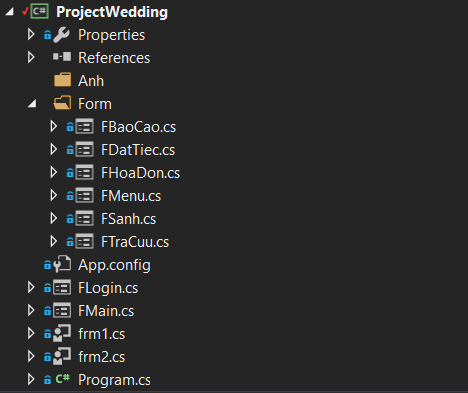 C# ProjectWedding
Properties
References
Anh
Form
FBaoCao.cs
FDatTiec.cs
FHoaDon.cs
FMenu.cs
FSanh.cs
FTraCuu.cs
App.config
FLogin.cs
FMain.cs
frm1.cs
frm2.cs
C# Program.cs